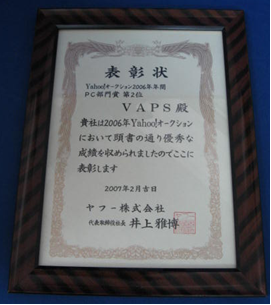 表彰状
Yahoo!オークション2006年年間
PC部門賞 第2位
VAPS殿
貴社は2006年Yahoo!オークション
において頭書の通り優秀な
成績を収められましたのでここに
表彰します
2007年2月吉日
ヤフー株式会社
代表取締役社長 井上雅博